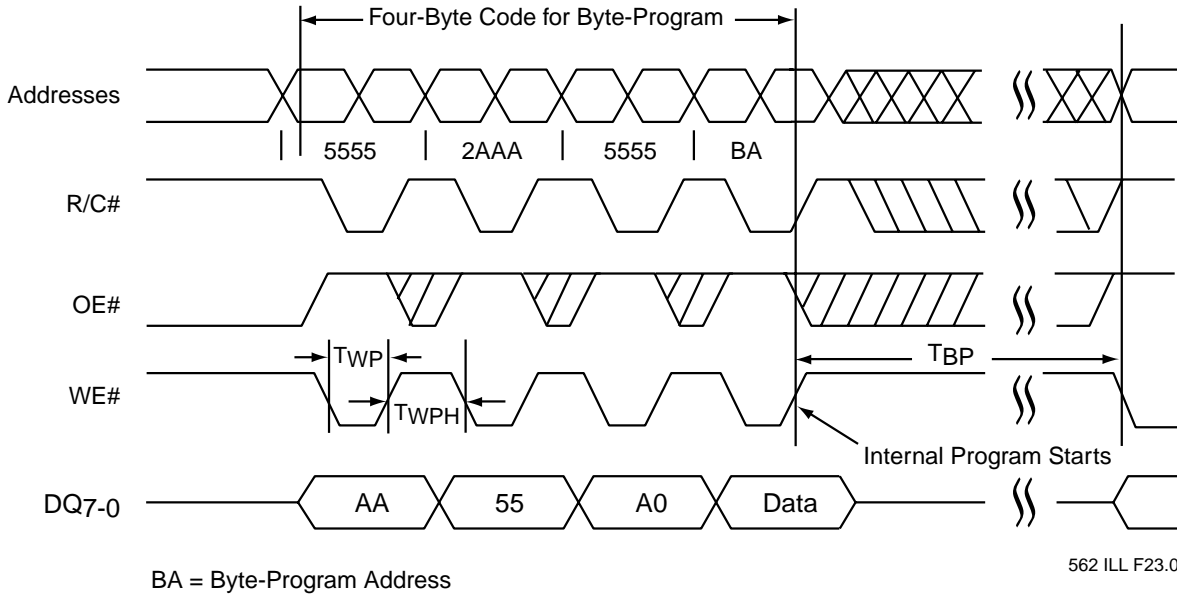 Four-Byte Code for Byte-Program
Addresses
5555 2AAA 5555 BA
R/C#
OE#
TWP
TBP
WE#
TWPH
Internal Program Starts
DQ7-0
AA 55 A0 Data
562 ILL F23.0
BA = Byte-Program Address